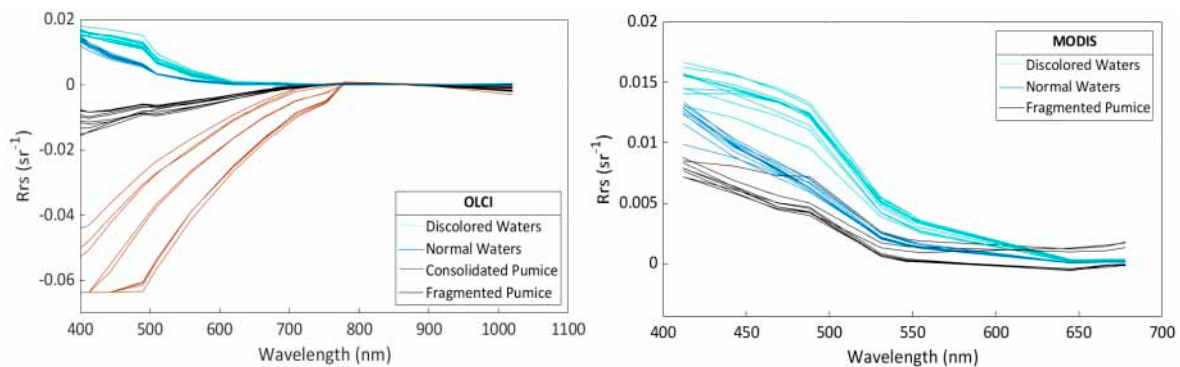 0.02
0
-0.02
-0.04
-0.06
Rrs (sr⁻¹)
400 500 600 700 800 900 1000 1100
Wavelength (nm)
OLCI
Discolored Waters
Normal Waters
Consolidated Pumice
Fragmented Pumice
0.015
0.01
0.005
0
Rrs (sr⁻¹)
400 450 500 550 600 650 700
Wavelength (nm)
MODIS
Discolored Waters
Normal Waters
Fragmented Pumice